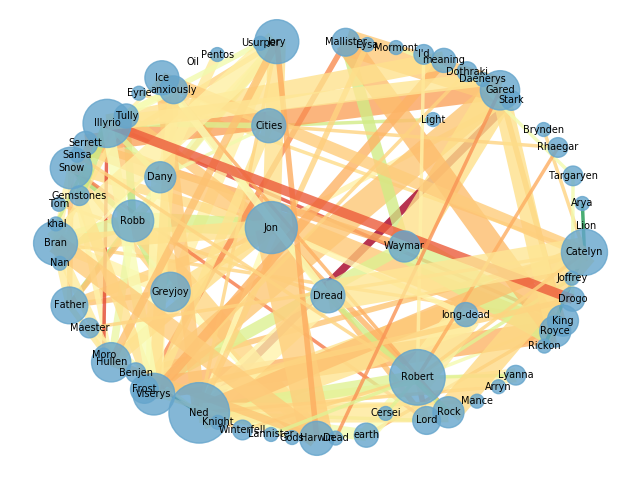 Usurper
Jory
Mallister
Lysa
Mormont
I'd
meaning
Pentos
Oil
Dothraki
Daenerys
Ice
anxiously
Eyrie
Gared
Stark
Tully
Illyrio
Cities
Light
Brynden
Serrett
Rhaegar
Sansa
Snow
Dany
Targaryen
Gemstones
Tom
Arya
khal
Robb
Jon
Lion
Bran
Waymar
Catelyn
Nan
Joffrey
Greyjoy
Dread
Drogo
Father
long-dead
King
Maester
Royce
Rickon
Moro
Hullen
Benjen
Robert
Lyanna
Frost
Viserys
Arryn
Mance
Ned
Cersei
Rock
Knight
Lord
Winterfell
Lannister
Gods
Harwin
Dead
earth